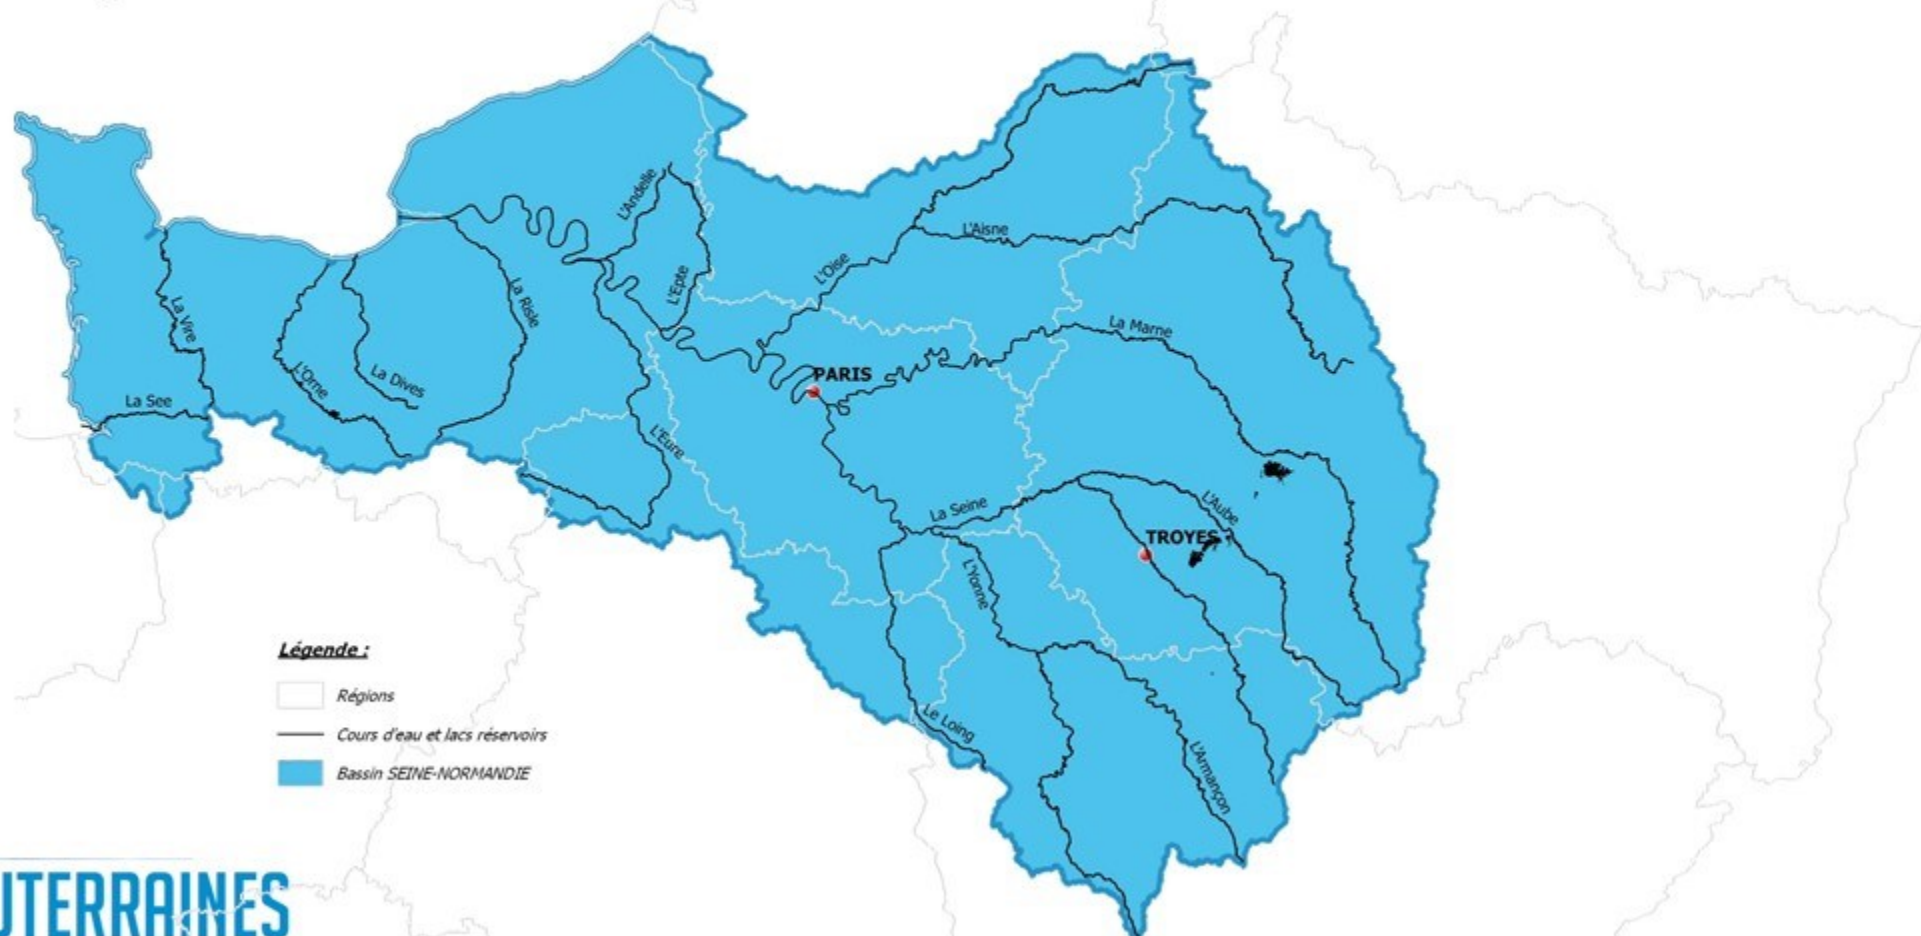 L'Andelle
L'Epte
L'Oise
L'Aisne
La Vire
La Risle
La Marne
L'Orne
La Dives
PARIS
La See
L'Eure
La Seine
L'Aube
TROYES
L'Yonne
Le Loing
L'Armançon
Légende :
Régions
Cours d'eau et lacs réservoirs
Bassin SEINE-NORMANDIE
UTERRAINES